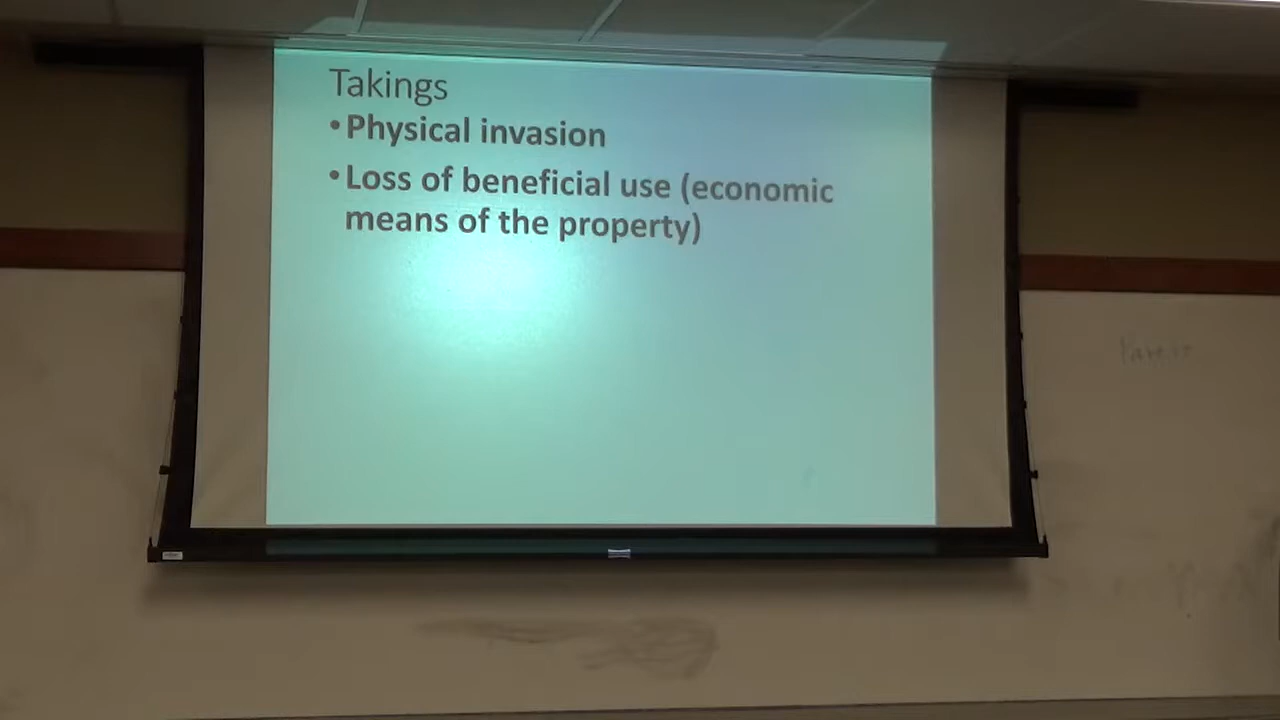 Takings
•Physical invasion
•Loss of beneficial use (economic
means of the property)